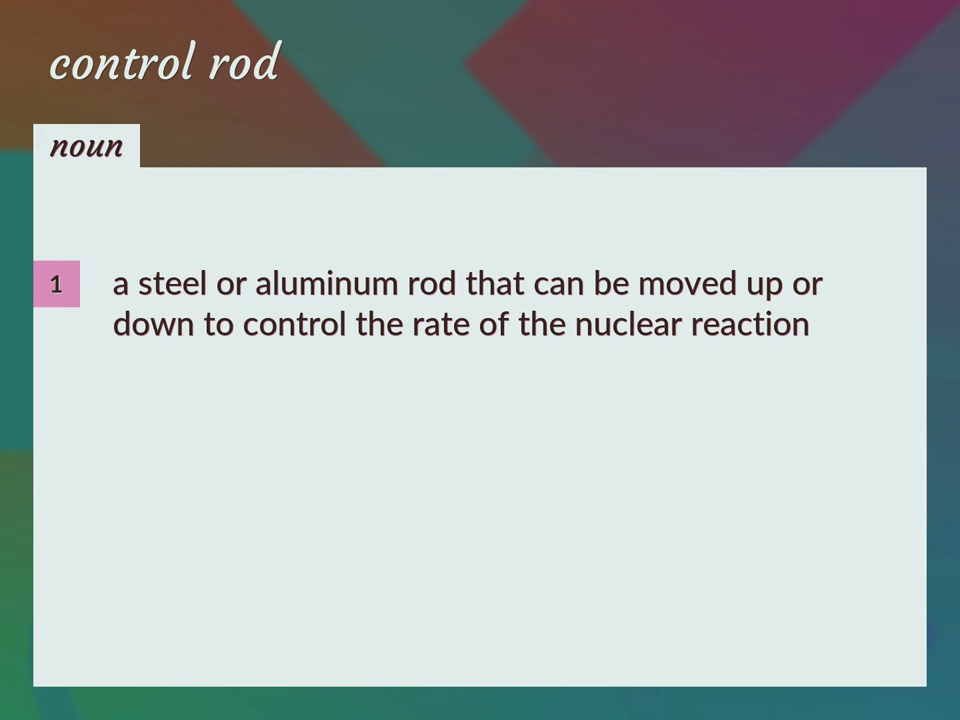 control rod
noun
1
a steel or aluminum rod that can be moved up or
down to control the rate of the nuclear reaction